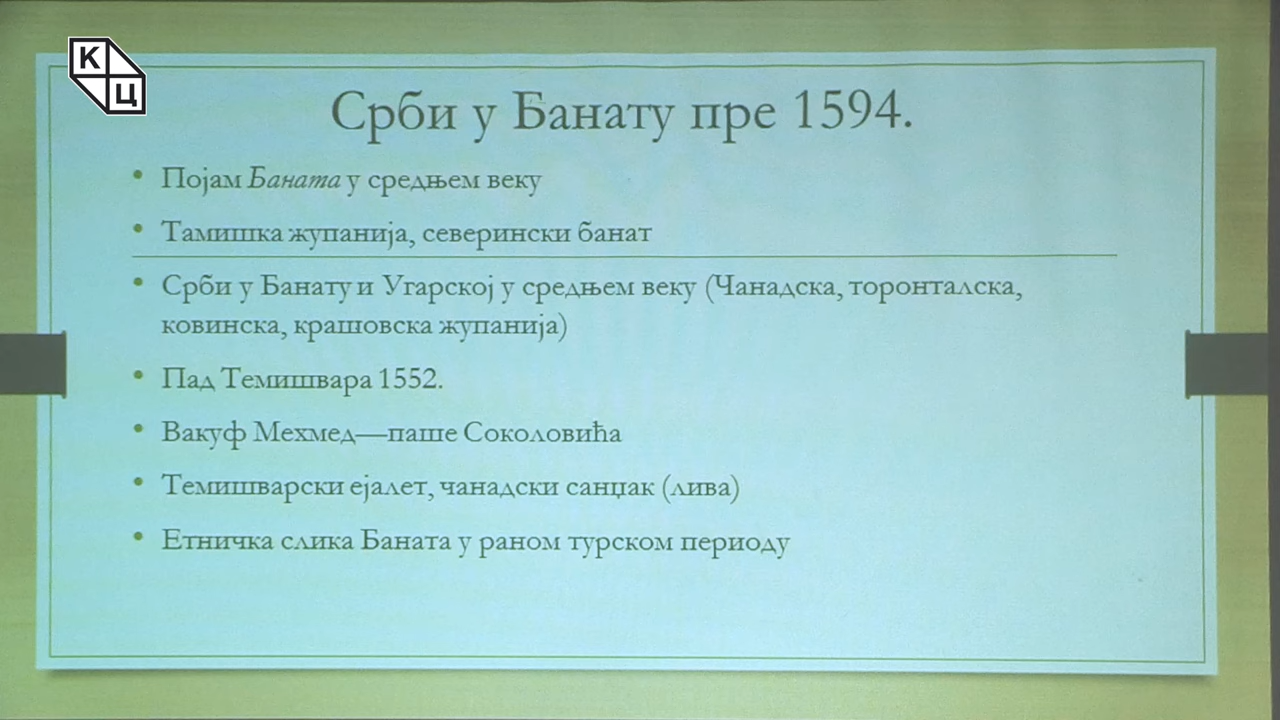 К
Ц
Срби у Банату пре 1594.
• Појам Баната у средњем веку
• Тамишка жупанија, северински банат
• Срби у Банату и Угарској у средњем веку (Чанадска, торонталска,
ковинска, крашовска жупанија)
• Пад Темишвара 1552.
• Вакуф Мехмед—паше Соколовића
• Темишварски ејалет, чанадски санџак (лива)
• Етничка слика Баната у раном турском периоду